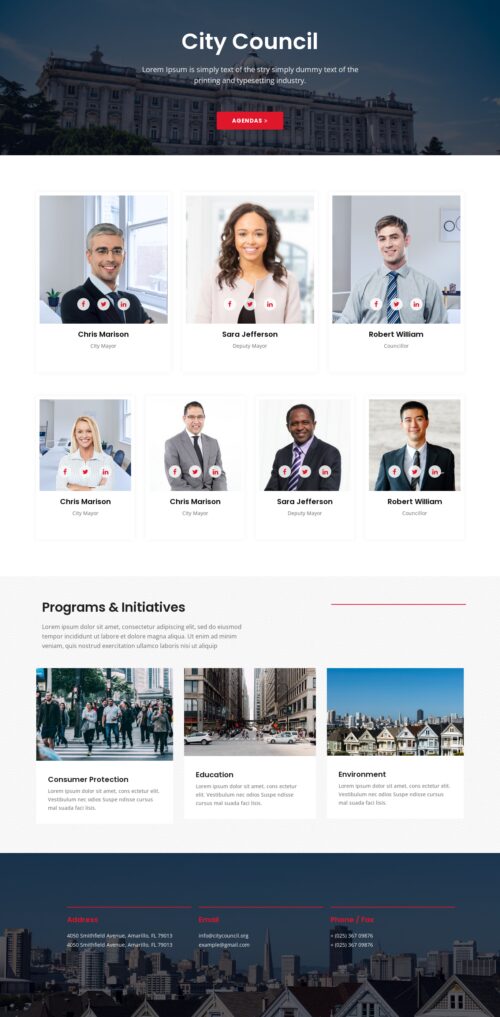 City Council
Lorem Ipsum is simply text of the stry simply dummy text of the
printing and typesetting industry.
AGENDAS >
Chris Marison
City Mayor
Sara Jefferson
Deputy Mayor
Robert William
Councillor
Chris Marison
City Mayor
Chris Marison
City Mayor
Sara Jefferson
Deputy Mayor
Robert William
Councillor
Programs & Initiatives
Lorem ipsum dolor sit amet, consectetur adipiscing elit, sed do eiusmod
tempor incididunt ut labore et dolore magna aliqua. Ut enim ad minim
veniam, quis nostrud exercitation ullamco laboris nisi ut aliquip
Consumer Protection
Lorem ipsum dolor sit amet, cons ectetur elit.
Vestibulum nec odios Suspe ndisse cursus
mal suada faci lisis.
Education
Lorem ipsum dolor sit amet, cons ectetur
elit. Vestibulum nec odios Suspe ndisse
cursus mal suada faci lisis.
Environment
Lorem ipsum dolor sit amet, cons ectetur
elit. Vestibulum nec odios Suspe ndisse
cursus mal suada faci lisis.
Address
4050 Smithfield Avenue, Amarillo, FL 79013
4050 Smithfield Avenue, Amarillo, FL 79013
Email
info@citycouncil.org
example@gmail.com
Phone / Fax
+ (025) 367 09876
+ (025) 367 09876